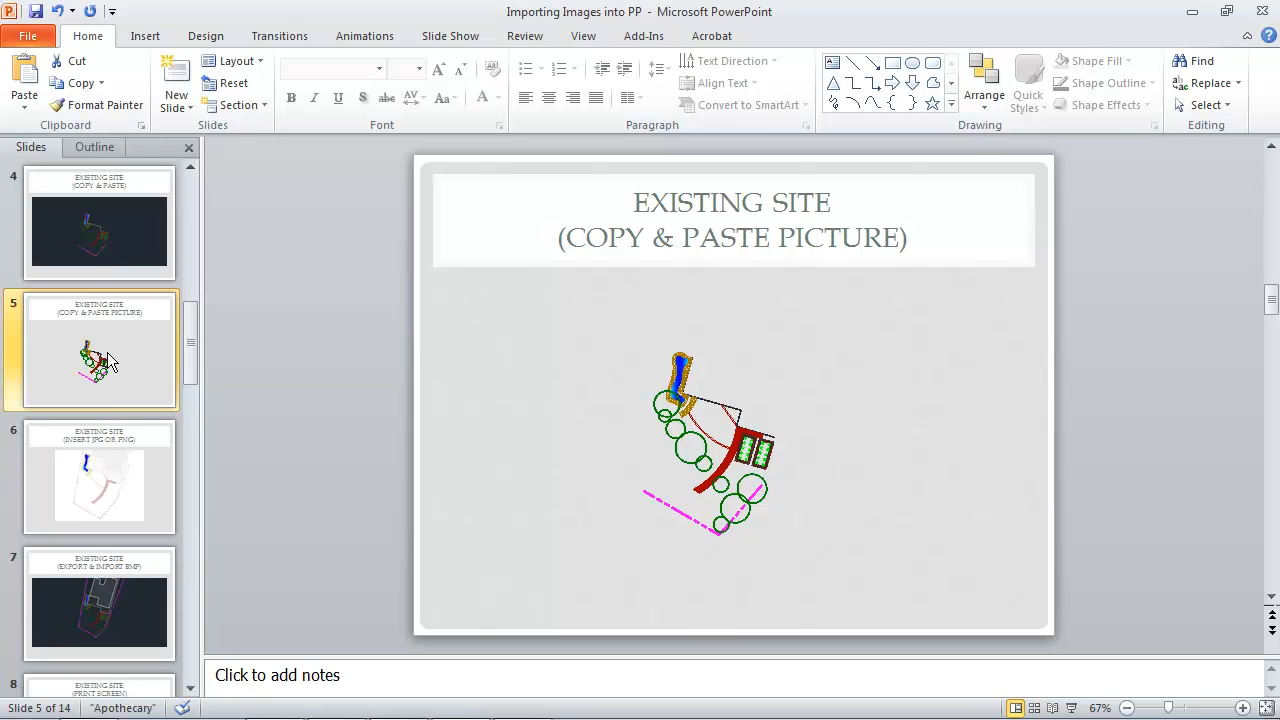 Importing Images into PP - Microsoft PowerPoint
File Home Insert Design Transitions Animations Slide Show Review View Add-Ins Acrobat
Paste
Cut
Copy
Format Painter
Clipboard
New
Slide
Layout
Reset
Section
Slides
B I U S abc AV Aa A
Font
Text Direction
Align Text
Convert to SmartArt
Paragraph
Arrange
Quick
Styles
Shape Fill
Shape Outline
Shape Effects
Drawing
Find
Replace
Select
Editing
Slides Outline
4
EXISTING SITE
(COPY & PASTE)
5
EXISTING SITE
(COPY & PASTE PICTURE)
6
EXISTING SITE
(INSERT JPG OR PNG)
7
EXISTING SITE
(EXPORT & IMPORT BMP)
8
EXISTING SITE
(PRINT SCREEN)
EXISTING SITE
(COPY & PASTE PICTURE)
Click to add notes
Slide 5 of 14 "Apothecary" 67%